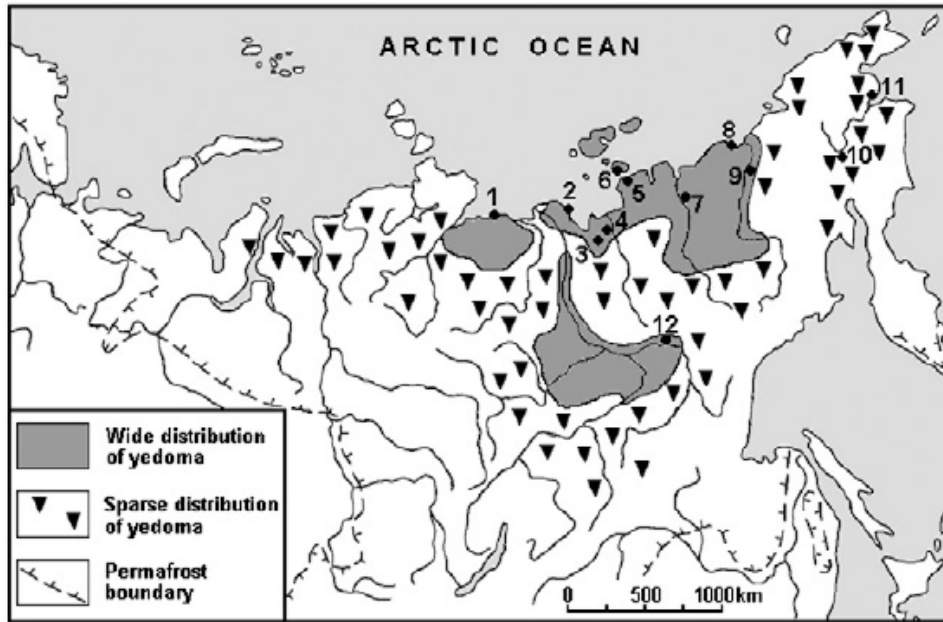 ARCTIC OCEAN
11
8
10
6
9
5
1
2
7
4
3
12
Wide distribution
of yedoma
Sparse distribution
of yedoma
Permafrost
boundary
0 500 1000km